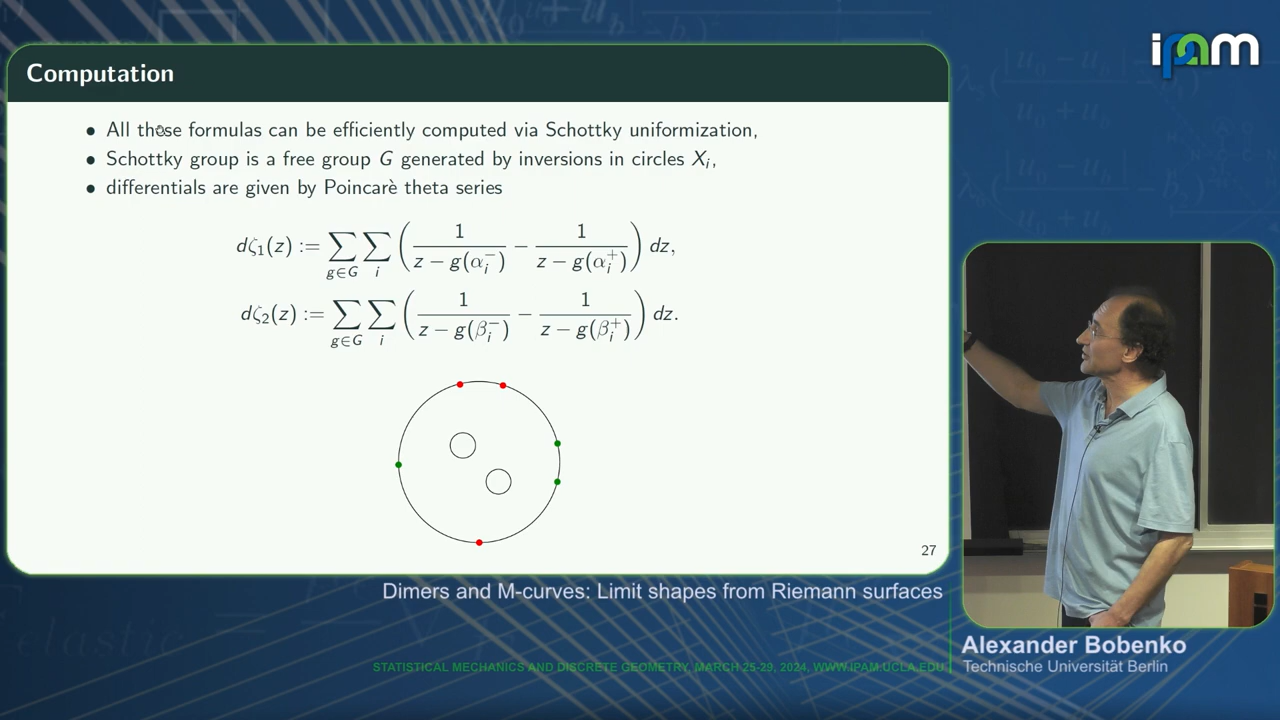 ipam
Computation
• All these formulas can be efficiently computed via Schottky uniformization,
• Schottky group is a free group G generated by inversions in circles X_i,
• differentials are given by Poincarè theta series
dζ_1(z) := ∑_{g∈G} ∑_i ( 1/(z − g(α_i^−)) − 1/(z − g(α_i^+)) ) dz,
dζ_2(z) := ∑_{g∈G} ∑_i ( 1/(z − g(β_i^−)) − 1/(z − g(β_i^+)) ) dz.
27
Dimers and M-curves: Limit shapes from Riemann surfaces
Alexander Bobenko
Technische Universität Berlin
STATISTICAL MECHANICS AND DISCRETE GEOMETRY, MARCH 25-29, 2024, WWW.IPAM.UCLA.EDU
elastic